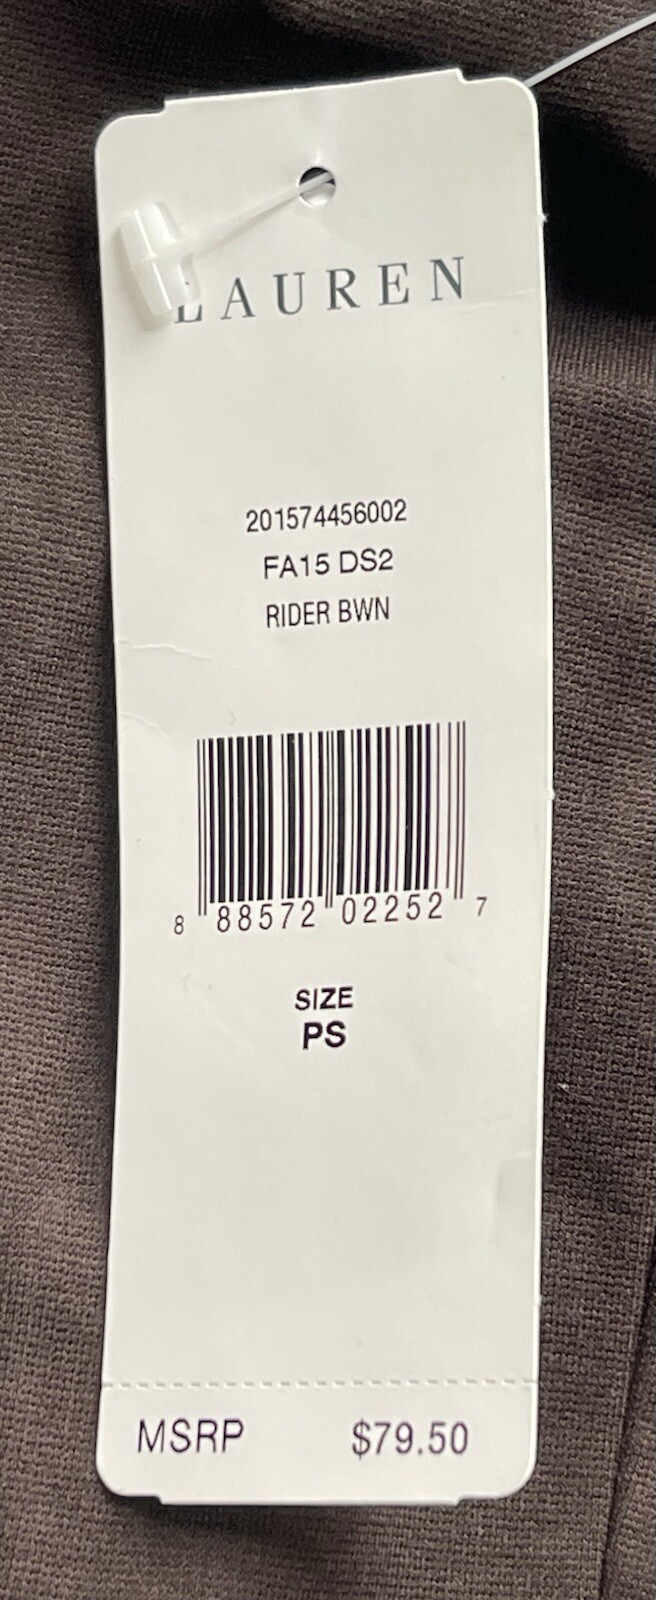 LAUREN
201574456002
FA15 DS2
RIDER BWN
8 88572 02252 7
SIZE
PS
MSRP $79.50